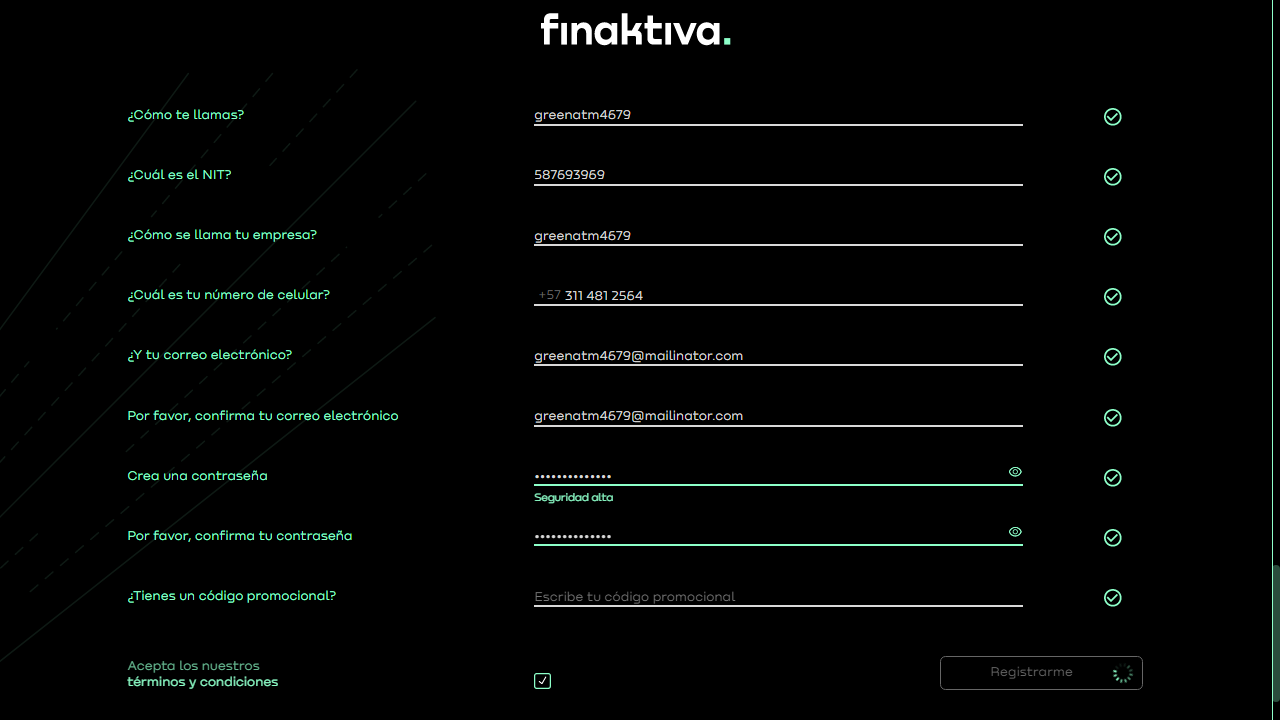 finaktiva.
¿Cómo te llamas?
greenatm4679
¿Cuál es el NIT?
587693969
¿Cómo se llama tu empresa?
greenatm4679
¿Cuál es tu número de celular?
+57 311 481 2564
¿Y tu correo electrónico?
greenatm4679@mailinator.com
Por favor, confirma tu correo electrónico
greenatm4679@mailinator.com
Crea una contraseña
••••••••••••••
Seguridad alta
Por favor, confirma tu contraseña
••••••••••••••
¿Tienes un código promocional?
Escribe tu código promocional
Acepta los nuestros
términos y condiciones
Registrarme